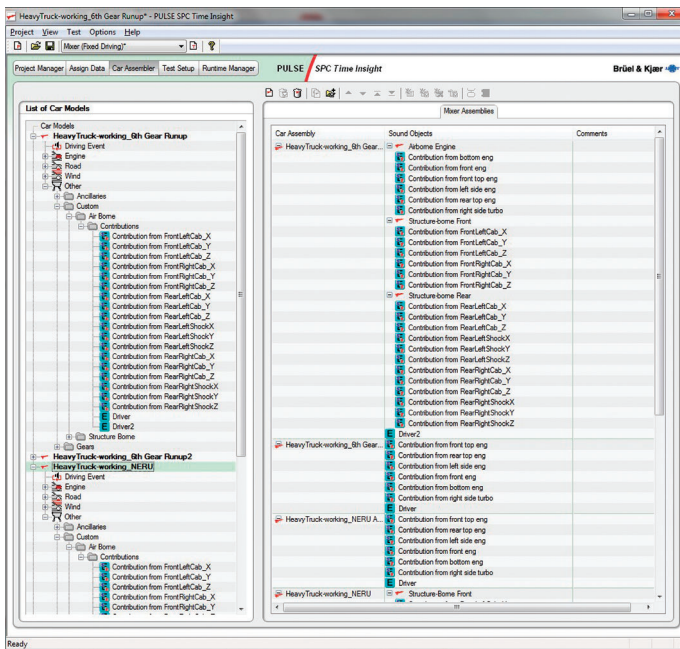 HeavyTruck-working_6th Gear Runup* - PULSE SPC Time Insight
Project View Test Options Help
Mixer (Fixed Driving)*
Project Manager Assign Data Car Assembler Test Setup Runtime Manager
PULSE SPC Time Insight
Brüel & Kjær
List of Car Models
Car Models
HeavyTruck-working_6th Gear Runup
Driving Event
Engine
Road
Wind
Other
Ancillaries
Custom
Air Borne
Contributions
Contribution from FrontLeftCab_X
Contribution from FrontLeftCab_Y
Contribution from FrontLeftCab_Z
Contribution from FrontRightCab_X
Contribution from FrontRightCab_Y
Contribution from FrontRightCab_Z
Contribution from RearLeftCab_X
Contribution from RearLeftCab_Y
Contribution from RearLeftCab_Z
Contribution from RearLeftShockX
Contribution from RearLeftShockY
Contribution from RearLeftShockZ
Contribution from RearRightCab_X
Contribution from RearRightCab_Y
Contribution from RearRightCab_Z
Contribution from RearRightShockX
Contribution from RearRightShockY
Contribution from RearRightShockZ
E Driver
E Driver2
Structure Borne
Gears
HeavyTruck-working_6th Gear Runup2
HeavyTruck-working_NERU
Driving Event
Engine
Road
Wind
Other
Ancillaries
Custom
Air Borne
Contributions
Contribution from FrontLeftCab_X
Contribution from FrontLeftCab_Y
Contribution from FrontLeftCab_Z
Contribution from FrontRightCab_X
Contribution from FrontRightCab_Y
Mixer Assemblies
Car Assembly Sound Objects Comments
HeavyTruck-working_6th Gear... Airborne Engine
Contribution from bottom eng
Contribution from front eng
Contribution from front top eng
Contribution from left side eng
Contribution from rear top eng
Contribution from right side turbo
Structure-borne Front
Contribution from FrontLeftCab_X
Contribution from FrontLeftCab_Y
Contribution from FrontLeftCab_Z
Contribution from FrontRightCab_X
Contribution from FrontRightCab_Y
Contribution from FrontRightCab_Z
Structure-borne Rear
Contribution from RearLeftCab_X
Contribution from RearLeftCab_Y
Contribution from RearLeftCab_Z
Contribution from RearLeftShockX
Contribution from RearLeftShockY
Contribution from RearLeftShockZ
Contribution from RearRightCab_X
Contribution from RearRightCab_Y
Contribution from RearRightCab_Z
Contribution from RearRightShockX
Contribution from RearRightShockY
Contribution from RearRightShockZ
E Driver2
HeavyTruck-working_6th Gear... Contribution from front top eng
Contribution from rear top eng
Contribution from left side eng
Contribution from front eng
Contribution from bottom eng
Contribution from right side turbo
E Driver
HeavyTruck-working_NERU A... Contribution from front top eng
Contribution from rear top eng
Contribution from left side eng
Contribution from front eng
Contribution from bottom eng
Contribution from right side turbo
E Driver
HeavyTruck-working_NERU Structure-Borne Front
Ready